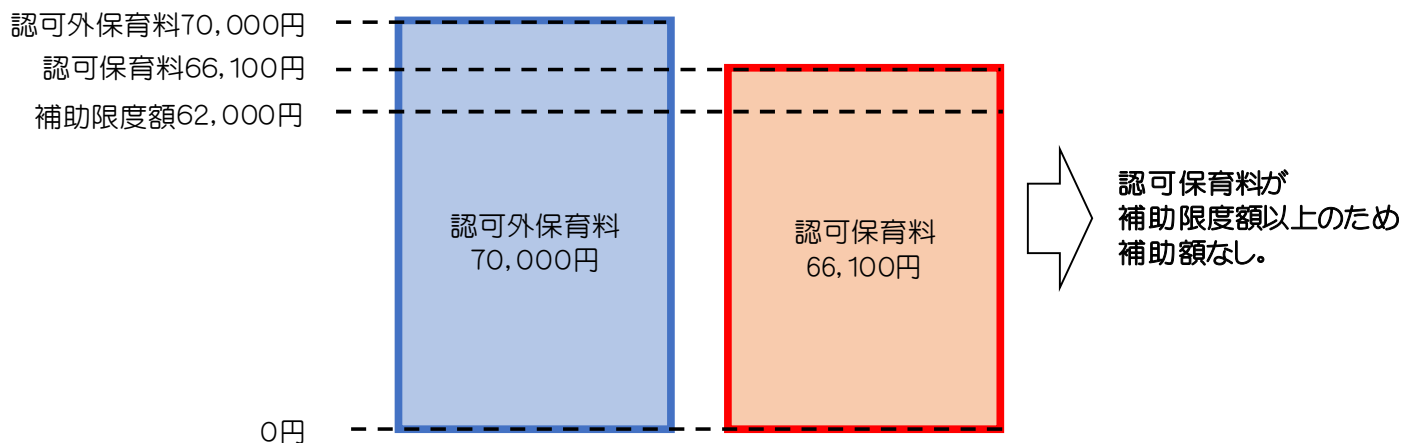 認可外保育料70,000円
認可保育料66,100円
補助限度額62,000円
認可外保育料
70,000円
認可保育料
66,100円
認可保育料が
補助限度額以上のため
補助額なし。
0円